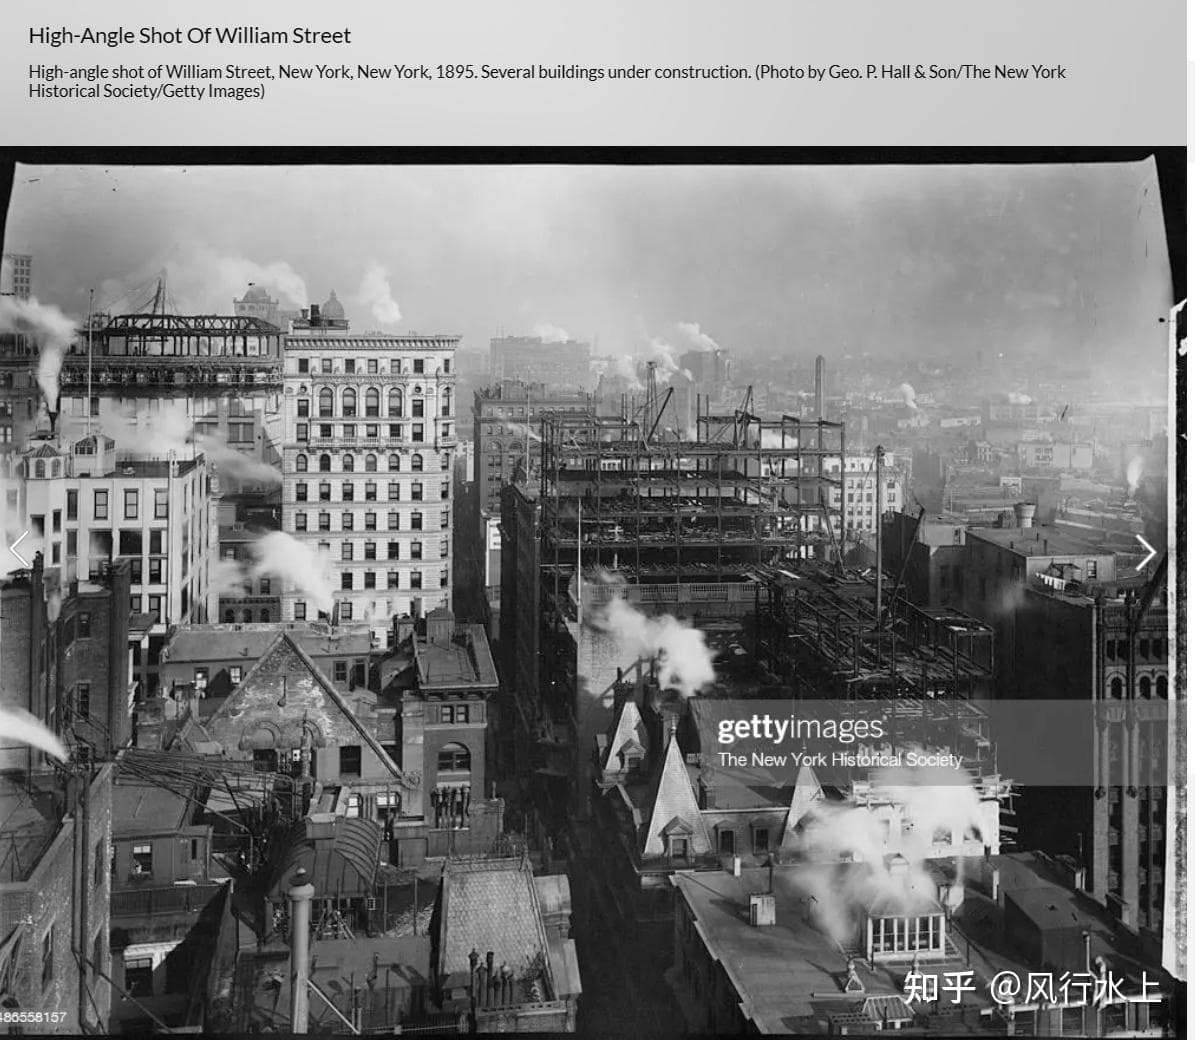 High-Angle Shot Of William Street
High-angle shot of William Street, New York, New York, 1895. Several buildings under construction. (Photo by Geo. P. Hall & Son/The New York
Historical Society/Getty Images)
gettyimages
The New York Historical Society
知乎 @风行水上
486558157